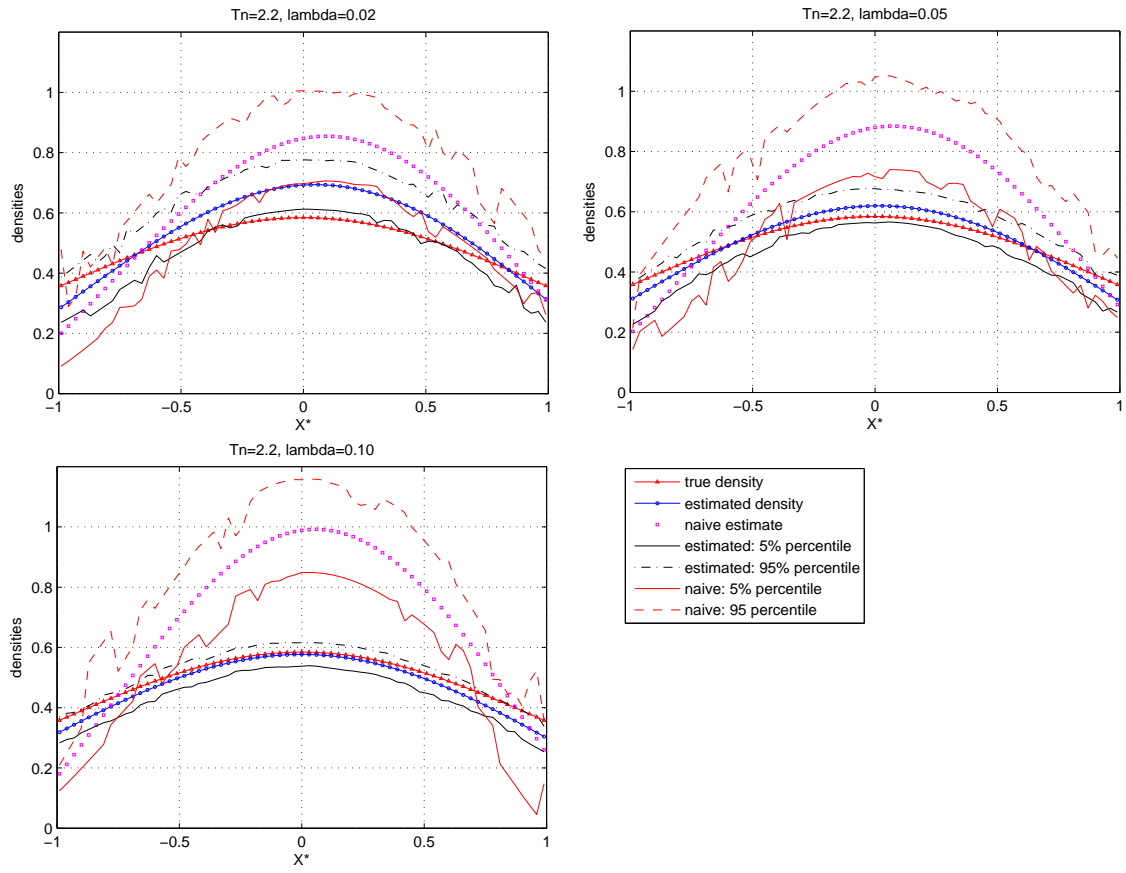 Tn=2.2, lambda=0.02
densities
1
0.8
0.6
0.4
0.2
0
−1
−0.5
0
0.5
1
X*
Tn=2.2, lambda=0.05
densities
1
0.8
0.6
0.4
0.2
0
−1
−0.5
0
0.5
1
X*
Tn=2.2, lambda=0.10
densities
1
0.8
0.6
0.4
0.2
0
−1
−0.5
0
0.5
1
X*
true density
estimated density
naive estimate
estimated: 5% percentile
estimated: 95% percentile
naive: 5% percentile
naive: 95 percentile